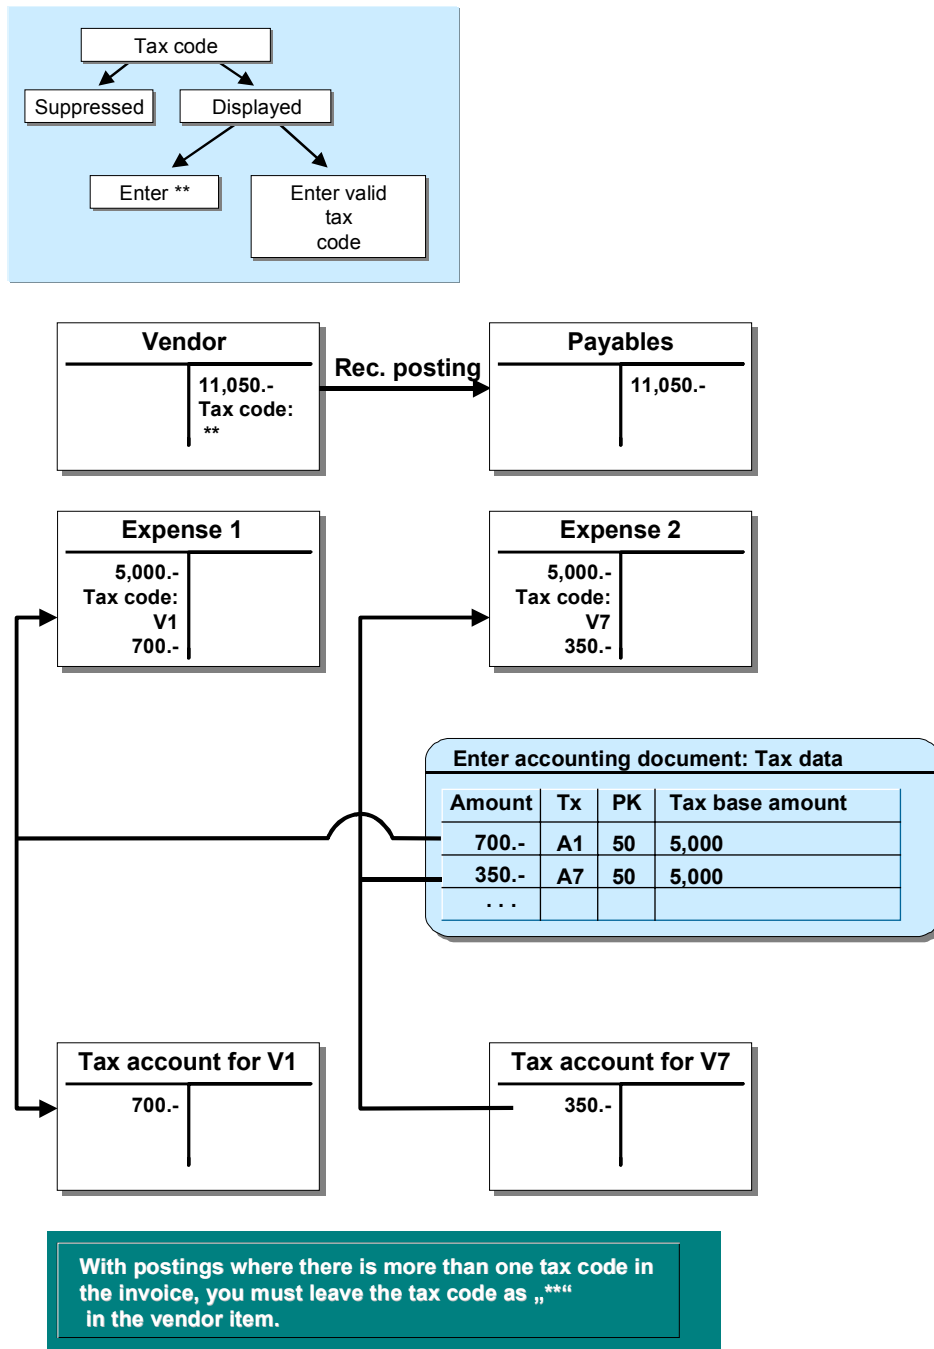 Tax code
Suppressed
Displayed
Enter **
Enter valid
tax
code
Vendor
11,050.-
Tax code:
**
Rec. posting
Payables
11,050.-
Expense 1
5,000.-
Tax code:
V1
700.-
Expense 2
5,000.-
Tax code:
V7
350.-
Enter accounting document: Tax data
Amount Tx PK Tax base amount
700.- A1 50 5,000
350.- A7 50 5,000
. . .
Tax account for V1
700.-
Tax account for V7
350.-
With postings where there is more than one tax code in
the invoice, you must leave the tax code as „**“
in the vendor item.